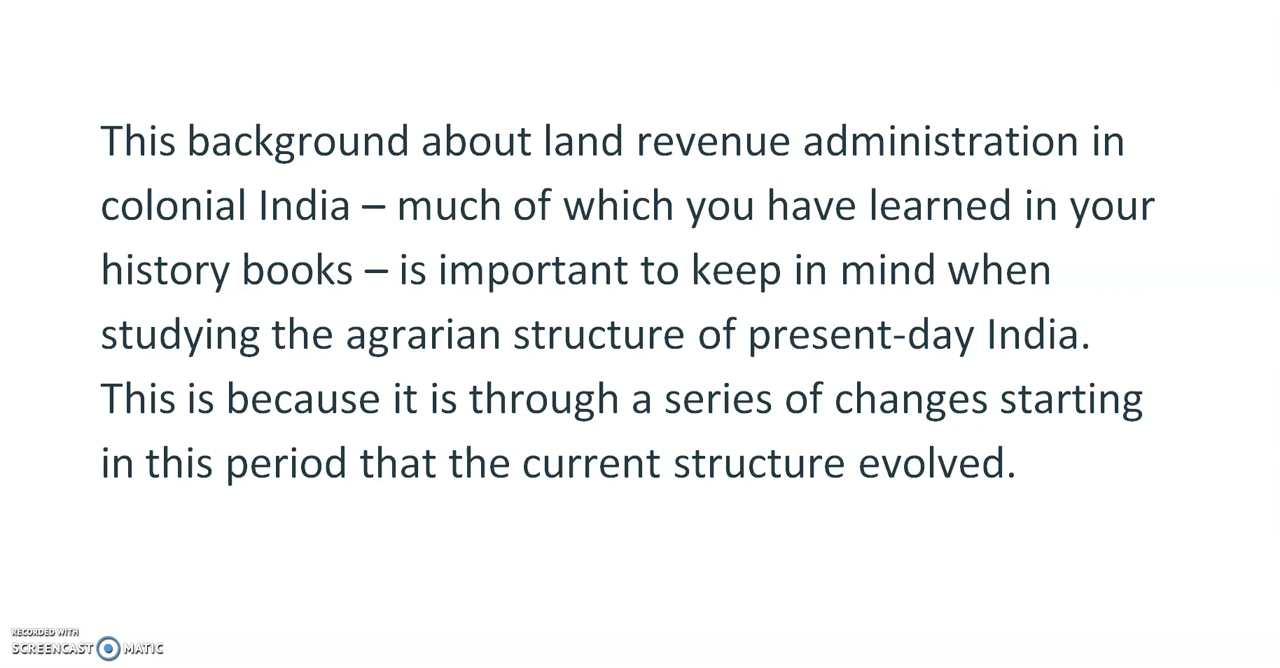 This background about land revenue administration in
colonial India – much of which you have learned in your
history books – is important to keep in mind when
studying the agrarian structure of present-day India.
This is because it is through a series of changes starting
in this period that the current structure evolved.
RECORDED WITH
SCREENCAST MATIC